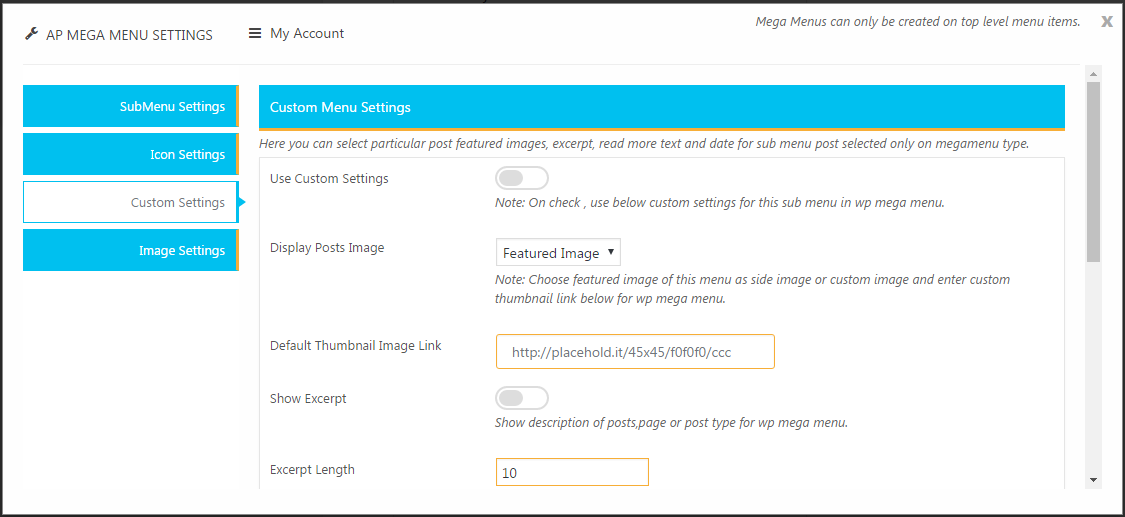 AP MEGA MENU SETTINGS
My Account
Mega Menus can only be created on top level menu items.
X
SubMenu Settings
Icon Settings
Custom Settings
Image Settings
Custom Menu Settings
Here you can select particular post featured images, excerpt, read more text and date for sub menu post selected only on megamenu type.
Use Custom Settings
Note: On check , use below custom settings for this sub menu in wp mega menu.
Display Posts Image
Featured Image
Note: Choose featured image of this menu as side image or custom image and enter custom
thumbnail link below for wp mega menu.
Default Thumbnail Image Link
http://placehold.it/45x45/f0f0f0/ccc
Show Excerpt
Show description of posts,page or post type for wp mega menu.
Excerpt Length
10